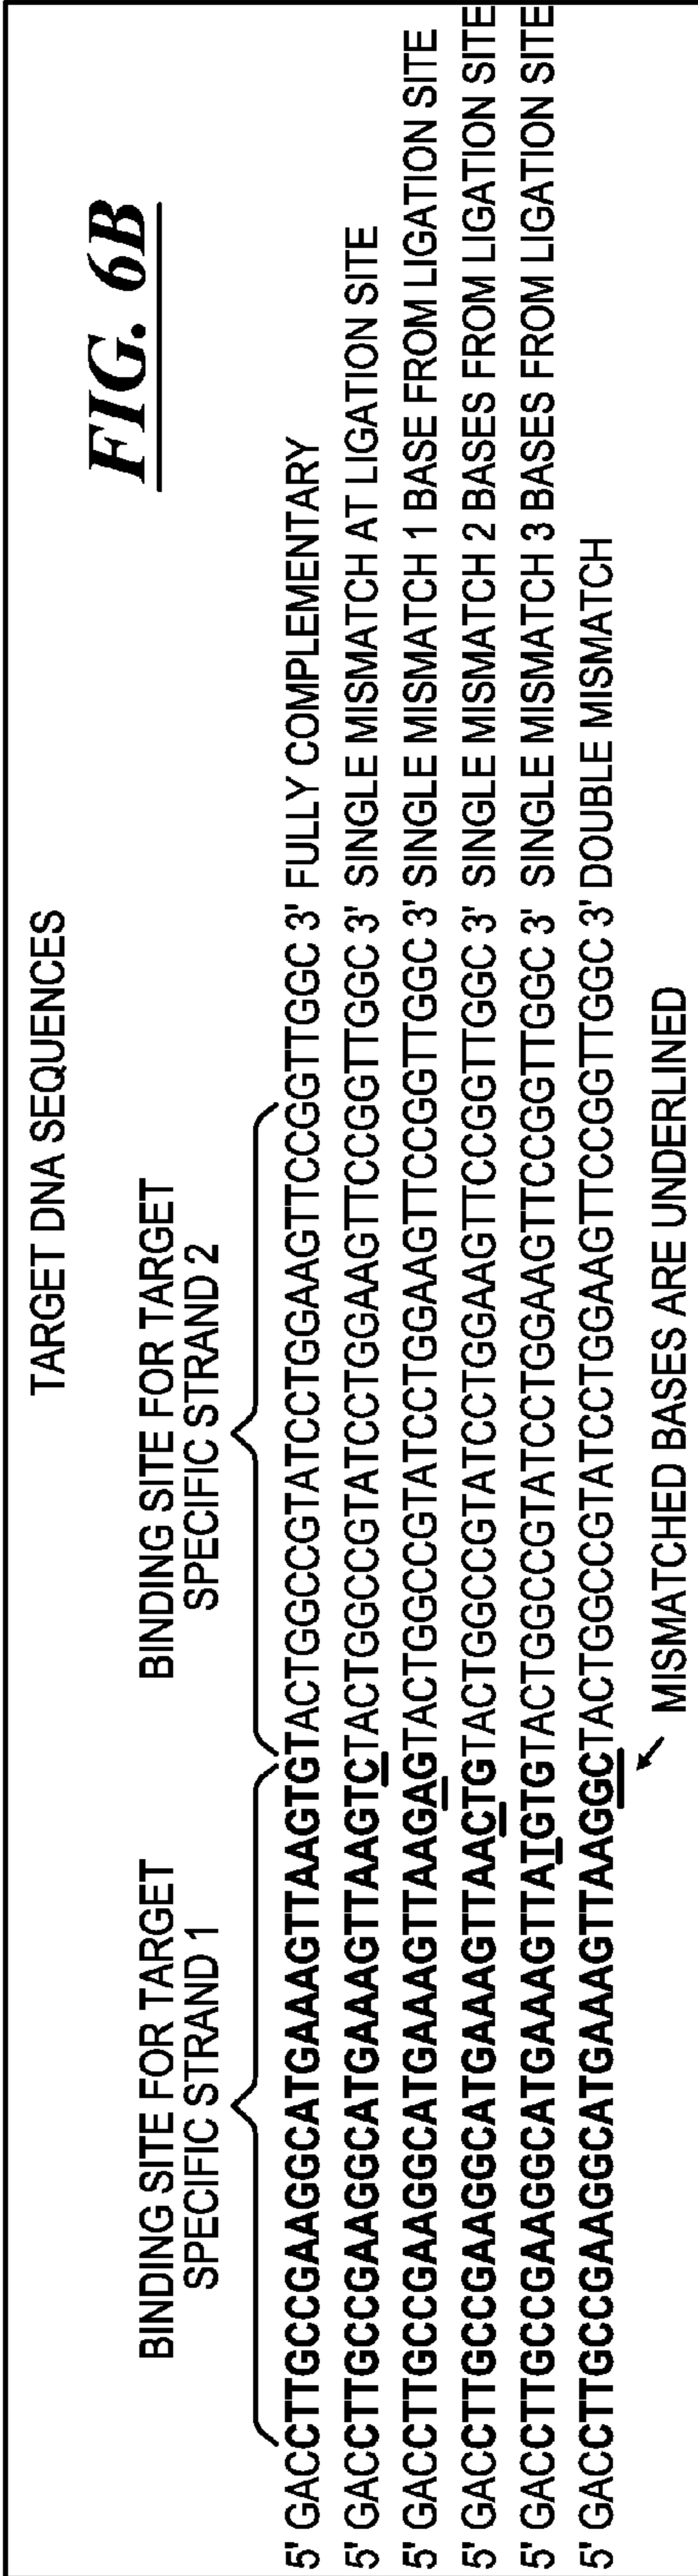 FIG. 6B
TARGET DNA SEQUENCES
BINDING SITE FOR TARGET
SPECIFIC STRAND 1
BINDING SITE FOR TARGET
SPECIFIC STRAND 2
5' GACCTTGCCGAAGGCATGAAAGTTAAGTGTACTGGCCGTATCCTGGAAGTTCCGGTTGGC 3' FULLY COMPLEMENTARY
5' GACCTTGCCGAAGGCATGAAAGTTAAGTCTACTGGCCGTATCCTGGAAGTTCCGGTTGGC 3' SINGLE MISMATCH AT LIGATION SITE
5' GACCTTGCCGAAGGCATGAAAGTTAAGAGTACTGGCCGTATCCTGGAAGTTCCGGTTGGC 3' SINGLE MISMATCH 1 BASE FROM LIGATION SITE
5' GACCTTGCCGAAGGCATGAAAGTTAACTGTACTGGCCGTATCCTGGAAGTTCCGGTTGGC 3' SINGLE MISMATCH 2 BASES FROM LIGATION SITE
5' GACCTTGCCGAAGGCATGAAAGTTATGTGTACTGGCCGTATCCTGGAAGTTCCGGTTGGC 3' SINGLE MISMATCH 3 BASES FROM LIGATION SITE
5' GACCTTGCCGAAGGCATGAAAGTTAAGGCTACTGGCCGTATCCTGGAAGTTCCGGTTGGC 3' DOUBLE MISMATCH
MISMATCHED BASES ARE UNDERLINED